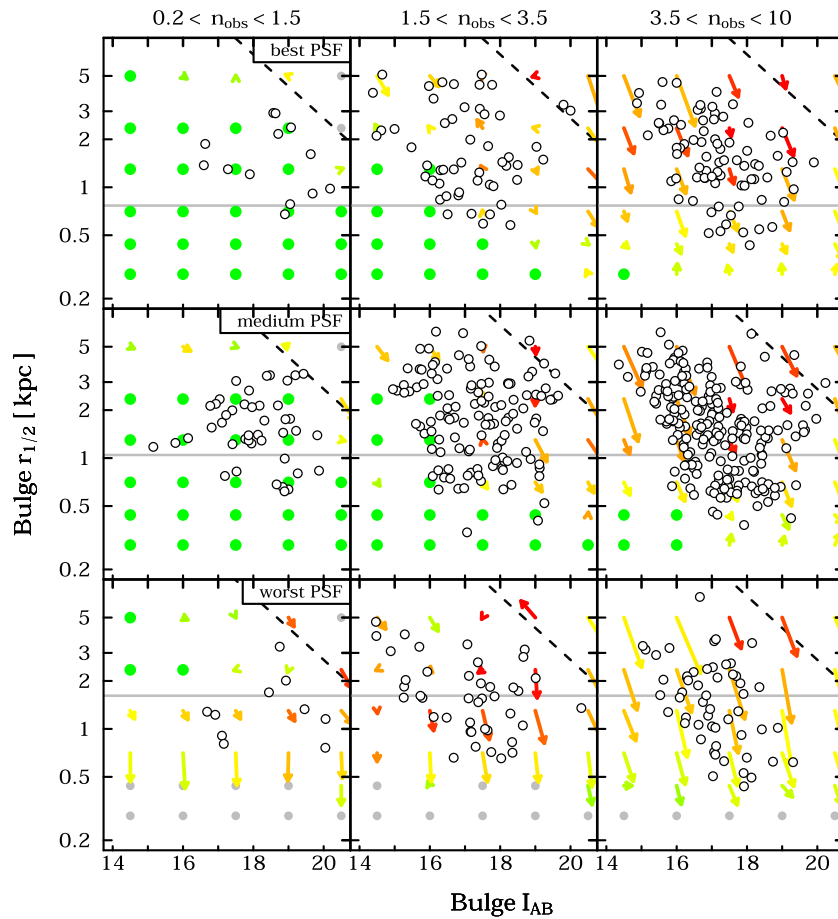 0.2 < n_obs < 1.5 1.5 < n_obs < 3.5 3.5 < n_obs < 10
best PSF
5
3
2
1
0.5
0.2
medium PSF
5
3
2
1
0.5
0.2
worst PSF
5
3
2
1
0.5
0.2
Bulge r_1/2 [kpc]
14 16 18 20 14 16 18 20 14 16 18 20
Bulge I_AB